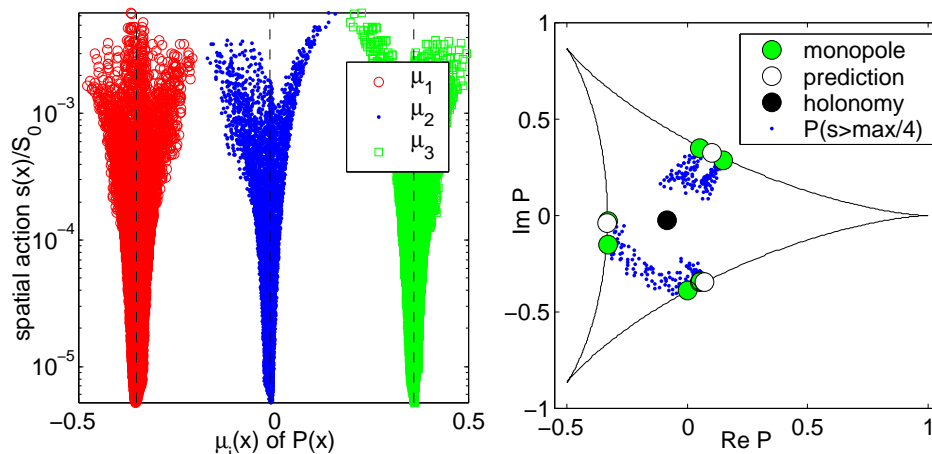 spatial action s(x)/S₀
10⁻³
10⁻⁴
10⁻⁵
−0.5
0
0.5
μᵢ(x) of P(x)
μ₁
μ₂
μ₃
Im P
1
0.5
0
−0.5
−1
−0.5
0
0.5
1
Re P
monopole
prediction
holonomy
P(s>max/4)